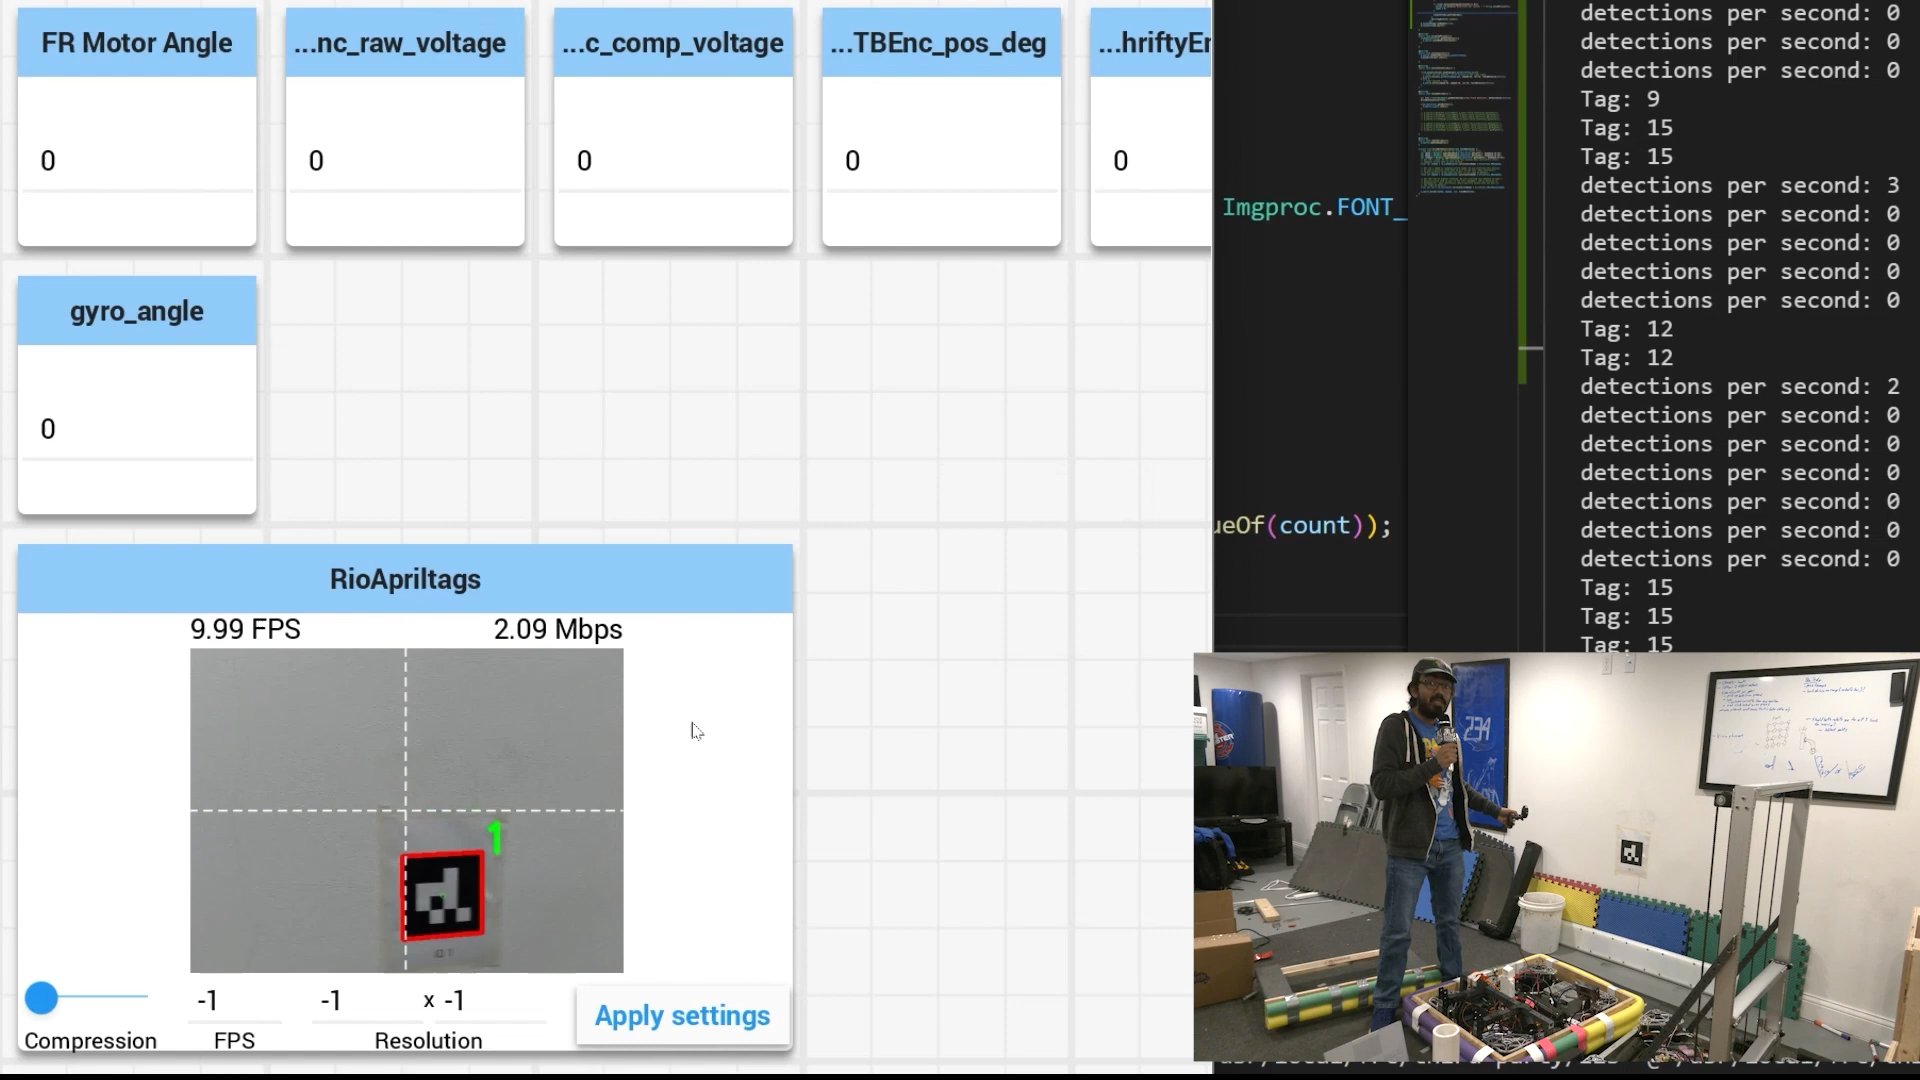 FR Motor Angle
...nc_raw_voltage
...c_comp_voltage
...TBEnc_pos_deg
...hriftyEn
0
0
0
0
0
gyro_angle
0
RioApriltags
9.99 FPS
2.09 Mbps
1
-1
-1
x -1
Compression
FPS
Resolution
Apply settings
Imgproc.FONT_
ueOf(count));
detections per second: 0
detections per second: 0
detections per second: 0
Tag: 9
Tag: 15
Tag: 15
detections per second: 3
detections per second: 0
detections per second: 0
detections per second: 0
detections per second: 0
Tag: 12
Tag: 12
detections per second: 2
detections per second: 0
detections per second: 0
detections per second: 0
detections per second: 0
detections per second: 0
detections per second: 0
Tag: 15
Tag: 15
Tag: 15
234